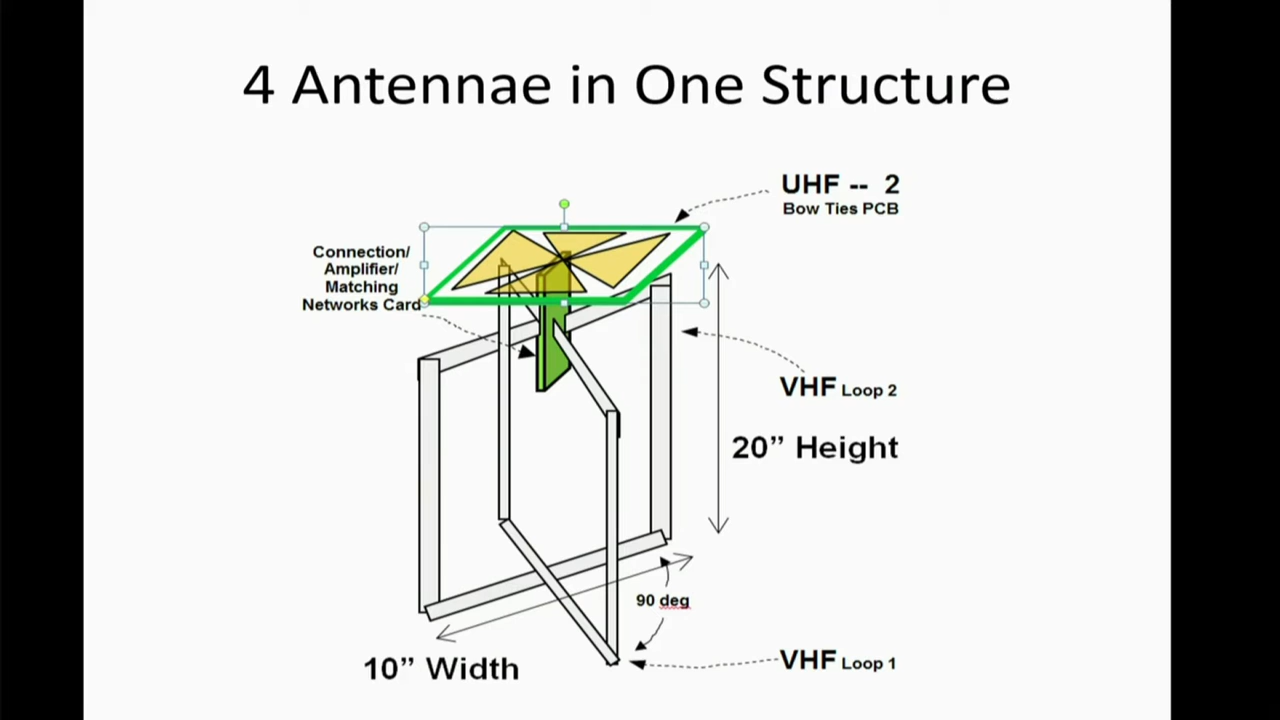 4 Antennae in One Structure
UHF -- 2
Bow Ties PCB
Connection/
Amplifier/
Matching
Networks Card
VHF Loop 2
20” Height
90 deg
10” Width
VHF Loop 1